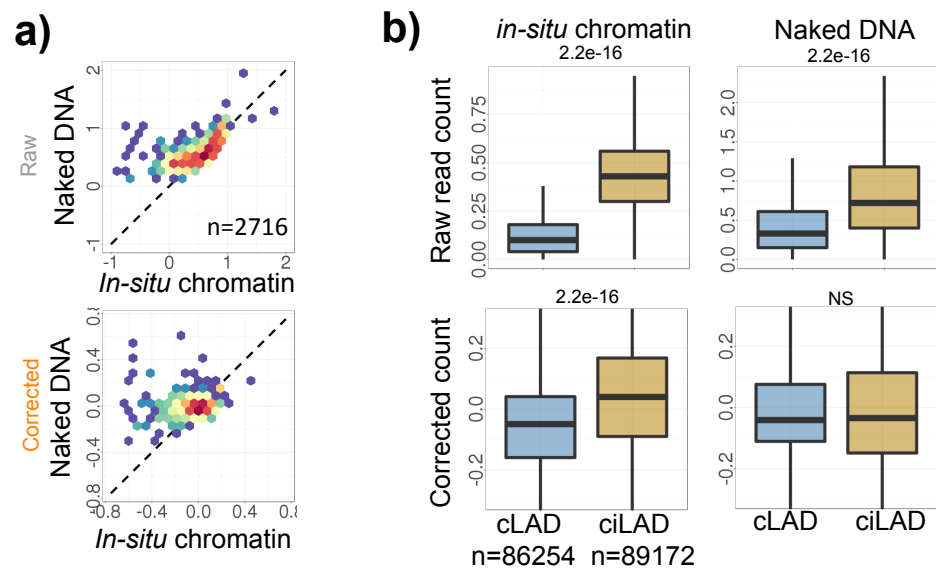 a)
Raw
Naked DNA
2
1
0
-1
n=2716
-1 0 1 2
In-situ chromatin
Corrected
Naked DNA
0.4
0.0
-0.4
-0.8
-0.4 0.0 0.4 0.8
In-situ chromatin
b)
in-situ chromatin
Naked DNA
2.2e-16
2.2e-16
Raw read count
0.75
0.50
0.25
0.00
2.0
1.5
1.0
0.5
0.0
2.2e-16
NS
Corrected count
0.2
0.0
-0.2
0.2
0.0
-0.2
cLAD ciLAD
cLAD ciLAD
n=86254 n=89172